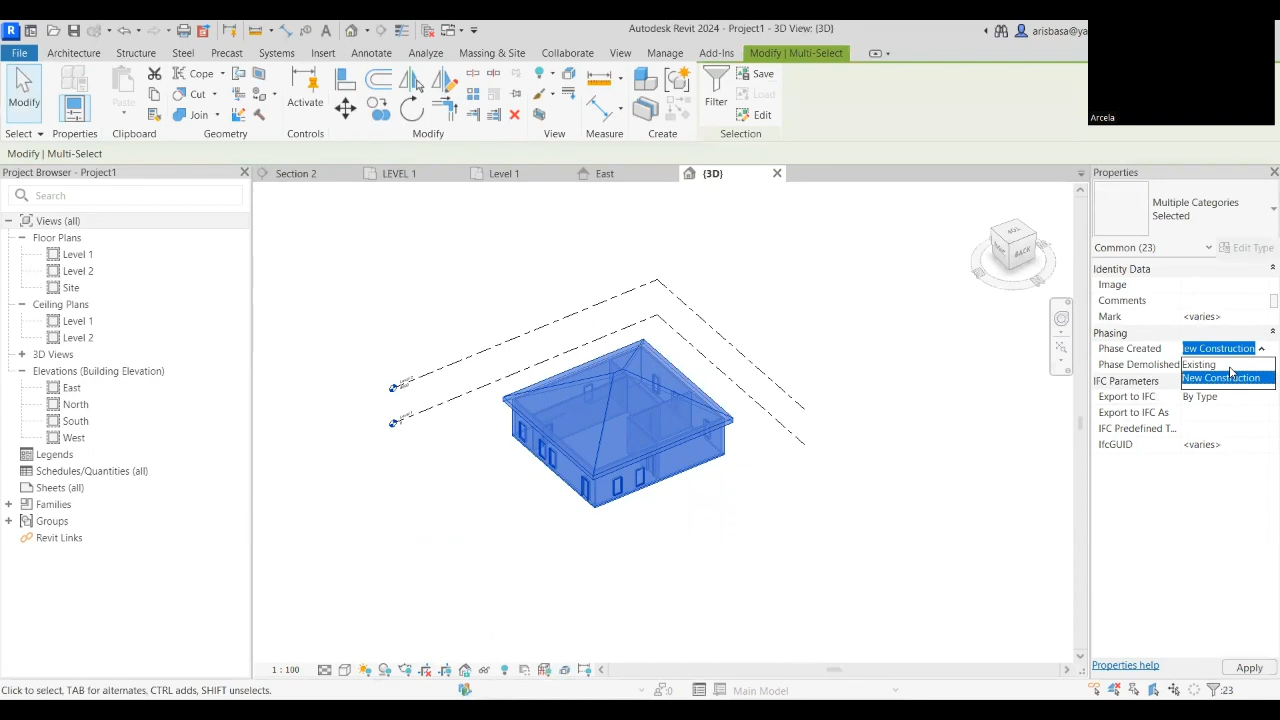 Autodesk Revit 2024 - Project1 - 3D View: {3D}
arisbasa@ya
File Architecture Structure Steel Precast Systems Insert Annotate Analyze Massing & Site Collaborate View Manage Add-Ins Modify | Multi-Select
Cope Save
Modify Paste Cut Activate Filter Load
Join Edit
Select Properties Clipboard Geometry Controls Modify View Measure Create Selection
Arcela
Modify | Multi-Select
Project Browser - Project1
Section 2 LEVEL 1 Level 1 East {3D}
Properties
Search
Multiple Categories
Selected
Views (all)
Floor Plans
Level 1
Level 2
Site
Ceiling Plans
Level 1
Level 2
3D Views
Elevations (Building Elevation)
East
North
South
West
Legends
Schedules/Quantities (all)
Sheets (all)
Families
Groups
Revit Links
BACK
Common (23) Edit Type
Identity Data
Image
Comments
Mark <varies>
Phasing
Phase Created ew Construction
Phase Demolished Existing
New Construction
IFC Parameters
Export to IFC By Type
Export to IFC As
IFC Predefined T...
IfcGUID <varies>
1 : 100
Properties help Apply
Click to select, TAB for alternates, CTRL adds, SHIFT unselects. :0 Main Model :23